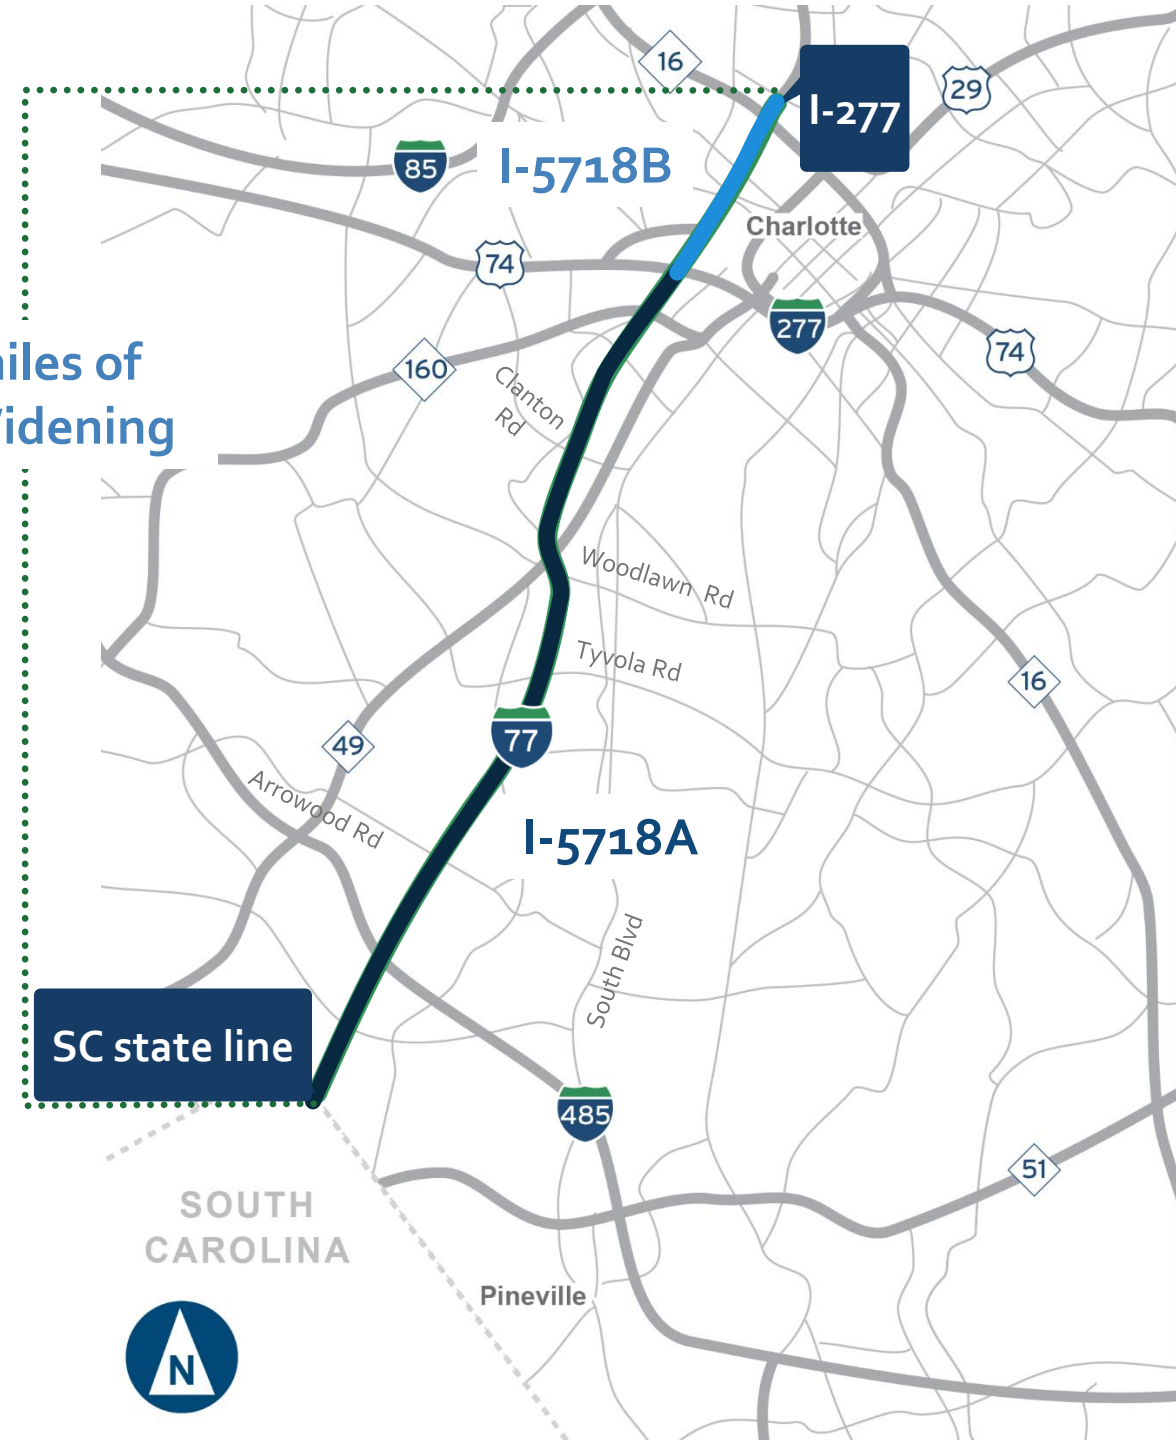 16
29
I-277
85
I-5718B
Charlotte
74
277
iles of
74
160
Clanton
Rd
idening
Woodlawn Rd
Tyvola Rd
16
77
49
Arrowood Rd
I-5718A
South Blvd
SC state line
485
51
SOUTH
CAROLINA
Pineville
N